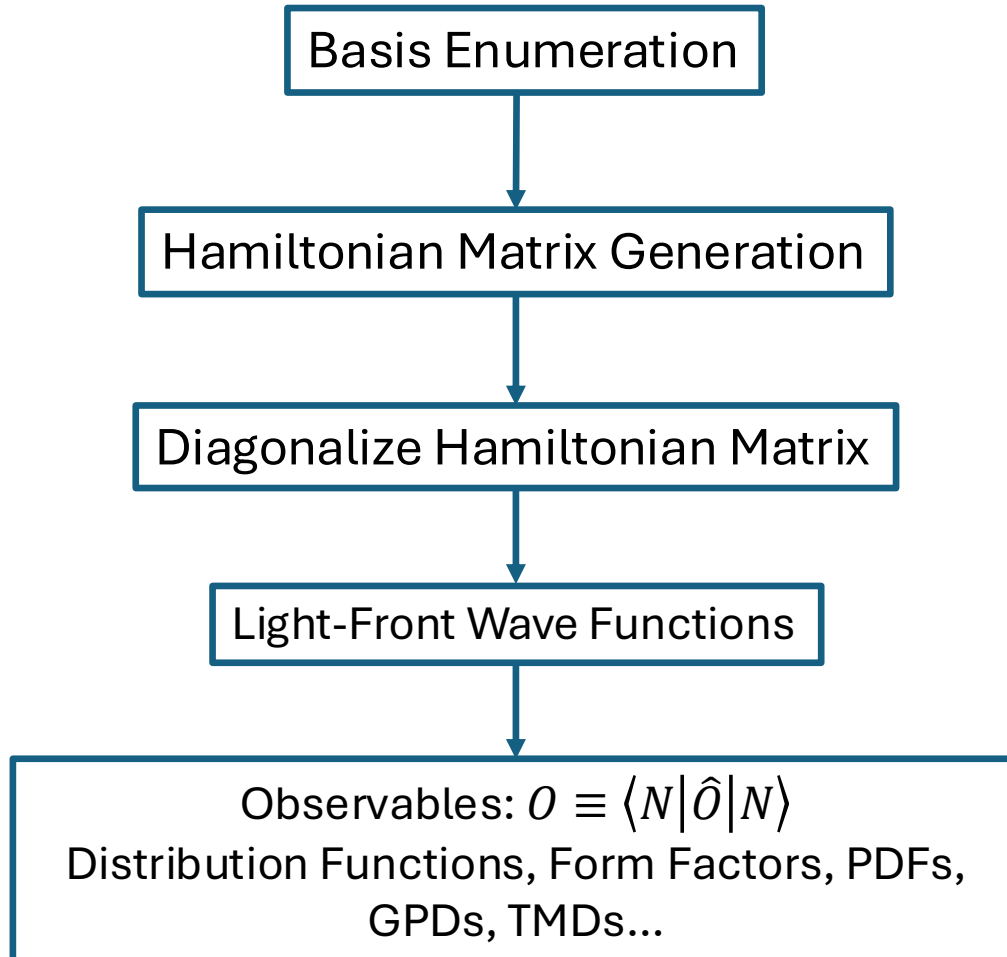 Basis Enumeration
Hamiltonian Matrix Generation
Diagonalize Hamiltonian Matrix
Light-Front Wave Functions
Observables: O ≡ ⟨N|Ô|N⟩
Distribution Functions, Form Factors, PDFs,
GPDs, TMDs...